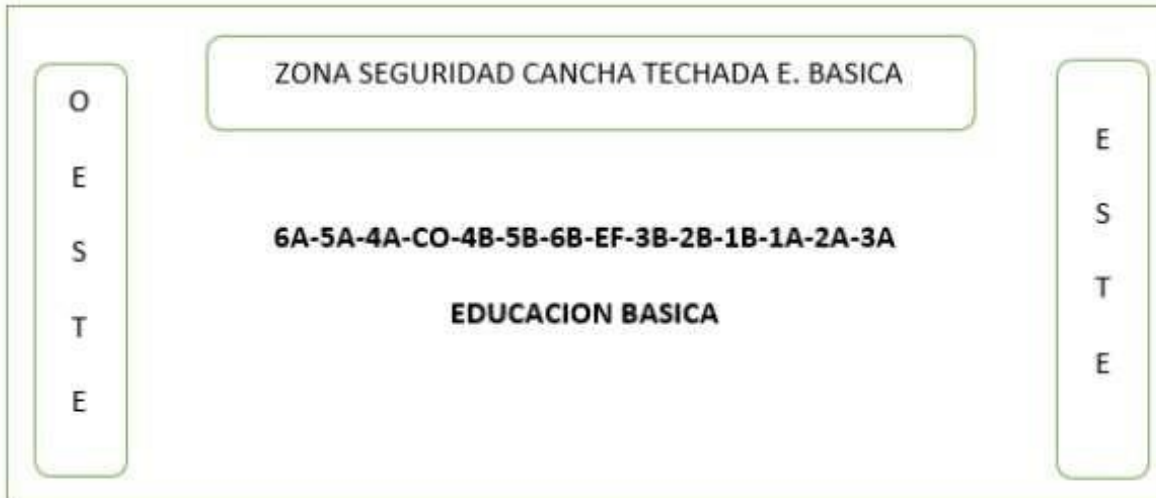 ZONA SEGURIDAD CANCHA TECHADA E. BASICA
O
E
S
T
E
6A-5A-4A-CO-4B-5B-6B-EF-3B-2B-1B-1A-2A-3A
EDUCACION BASICA
E
S
T
E